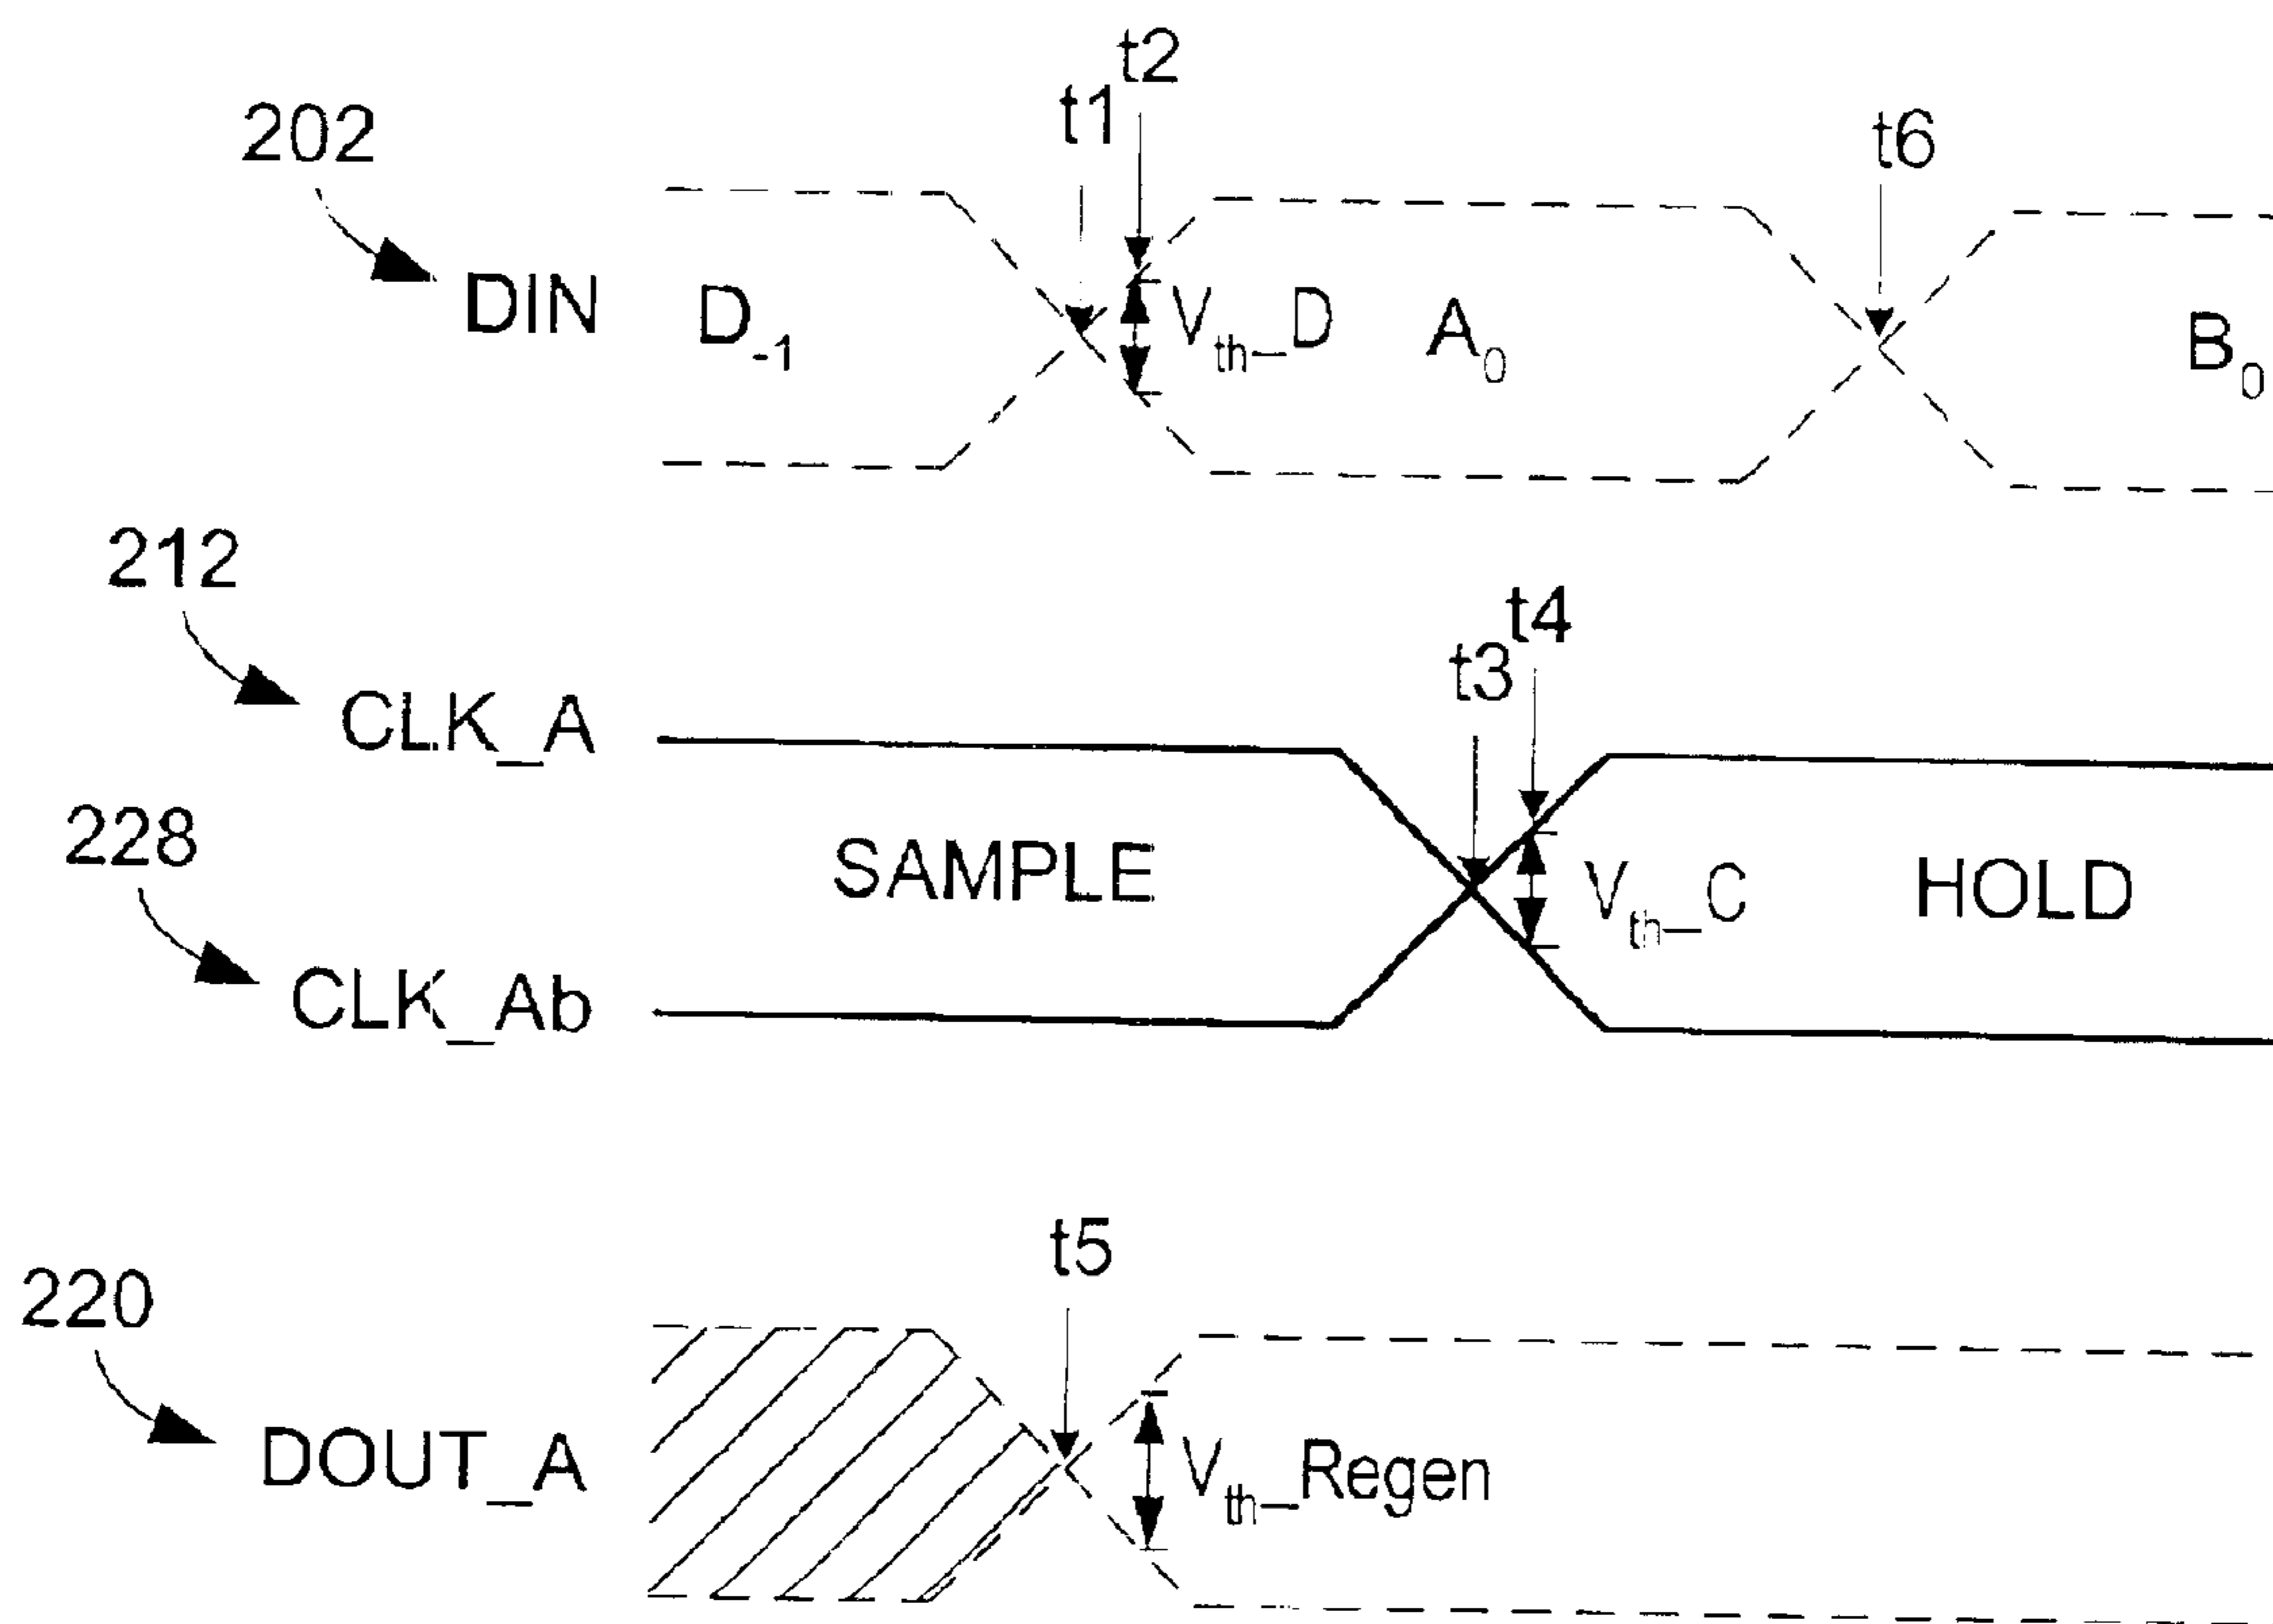 t2
t1
t6
202
DIN D-1 Vth_D A0 B0
212
t4
t3
CLK_A
228
SAMPLE Vth_C HOLD
CLK_Ab
t5
220
DOUT_A Vth_Regen